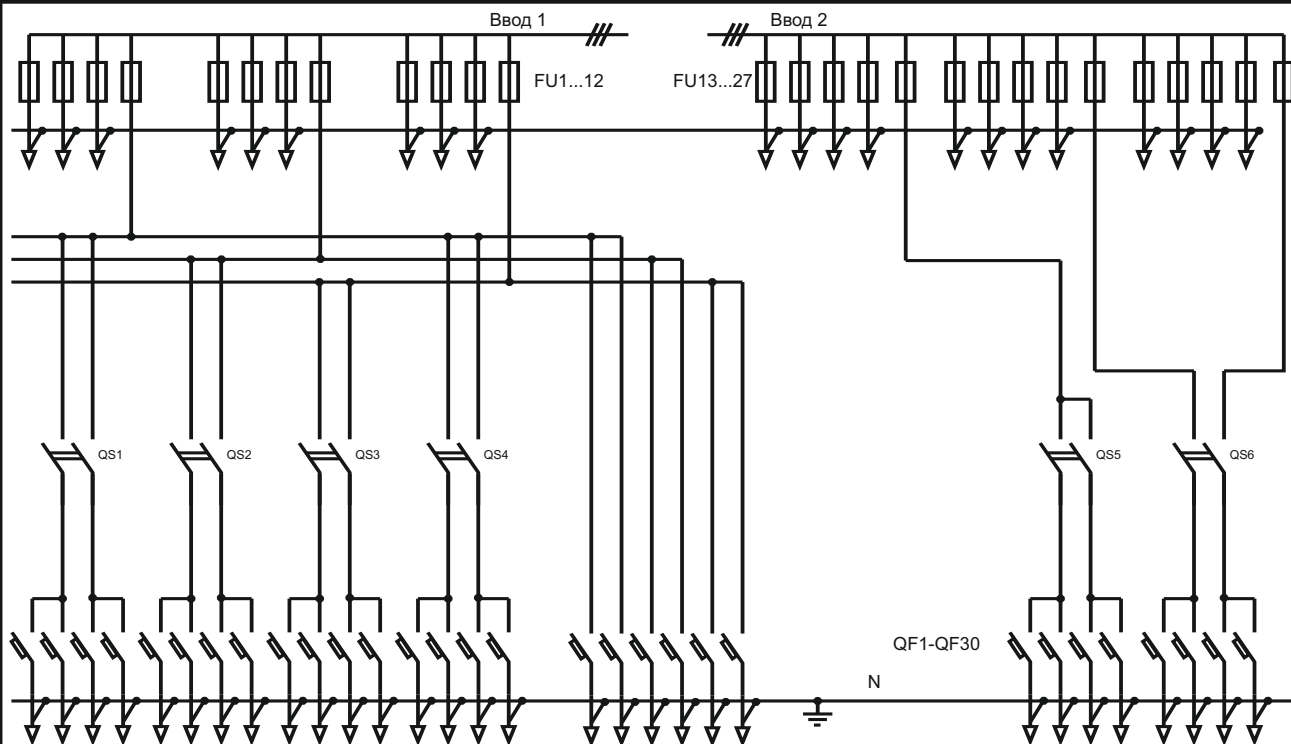 Ввод 1
Ввод 2
FU1...12
FU13...27
QS1
QS2
QS3
QS4
QS5
QS6
QF1-QF30
N